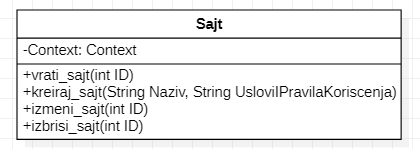 Sajt
-Context: Context
+vrati_sajt(int ID)
+kreiraj_sajt(String Naziv, String UsloviIPravilaKoriscenja)
+izmeni_sajt(int ID)
+izbrisi_sajt(int ID)